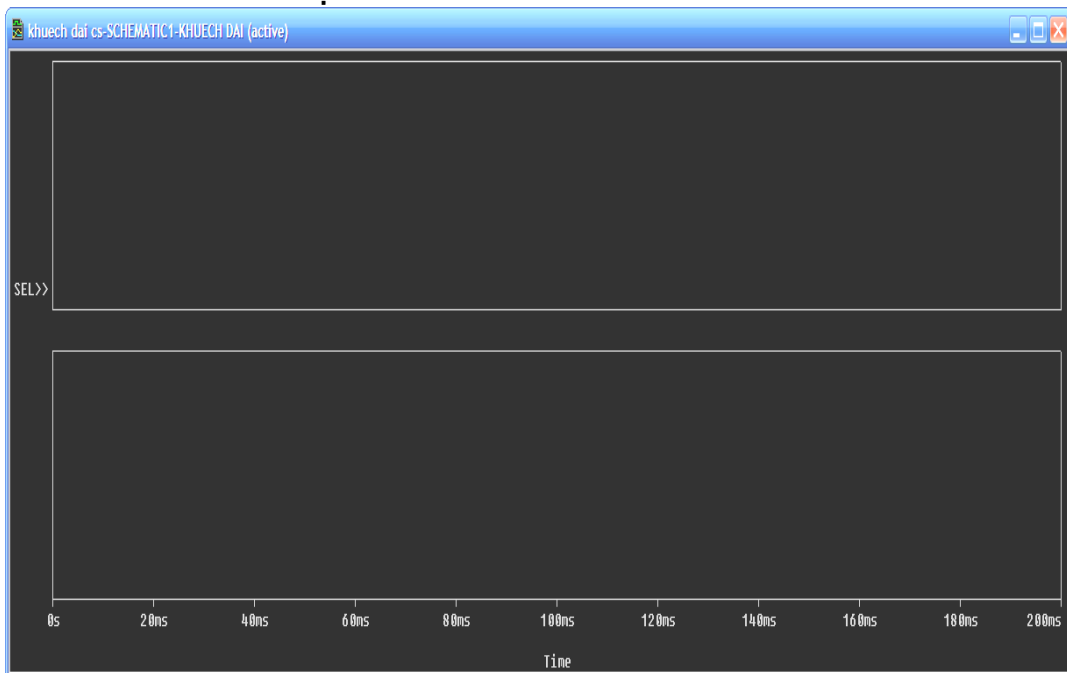 khuech dai cs-SCHEMATIC1-KHUECH DAI (active)
SEL>>
0s 20ms 40ms 60ms 80ms 100ms 120ms 140ms 160ms 180ms 200ms
Time